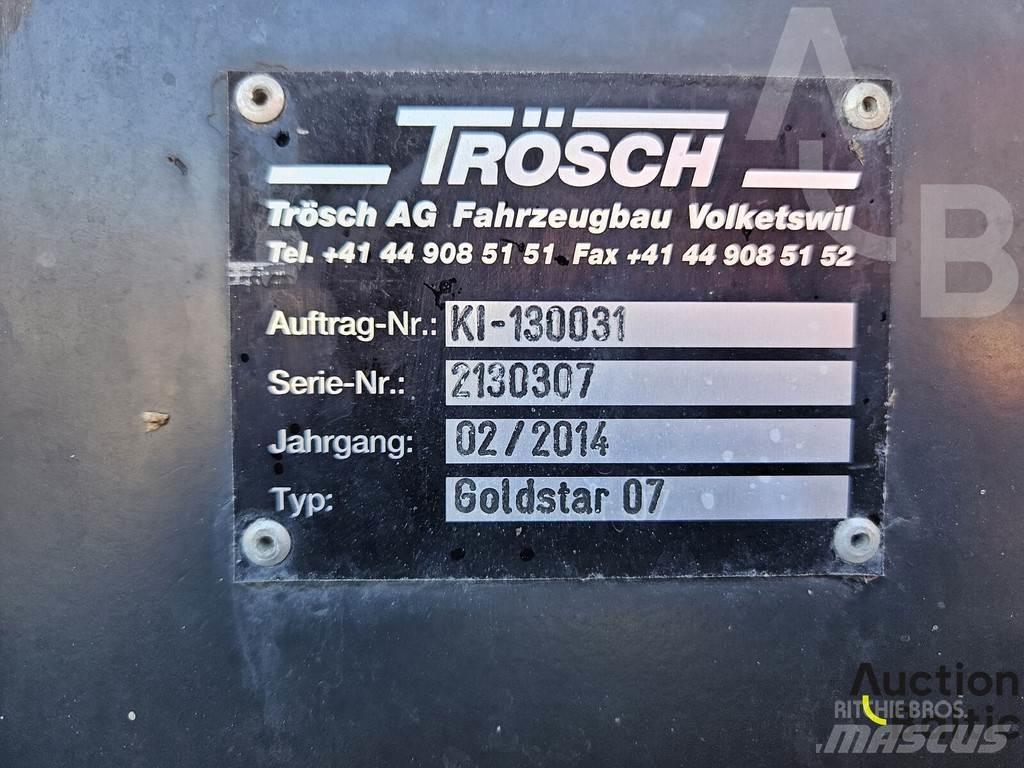 TRÖSCH
Trösch AG Fahrzeugbau Volketswil
Tel. +41 44 908 51 51 Fax +41 44 908 51 52
Auftrag-Nr.: KI-130031
Serie-Nr.: 2130307
Jahrgang: 02/2014
Typ: Goldstar 07
AB
Auction
RITCHIE BROS.
MASCUS